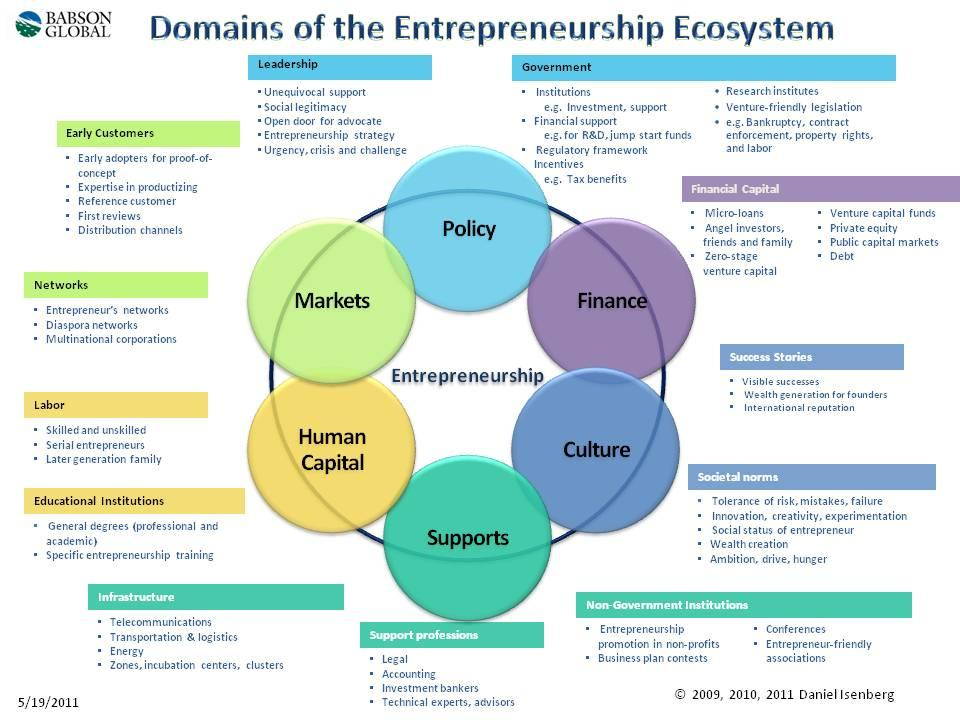 BABSON
GLOBAL
Domains of the Entrepreneurship Ecosystem
Leadership
▪ Unequivocal support
▪ Social legitimacy
▪ Open door for advocate
▪ Entrepreneurship strategy
▪ Urgency, crisis and challenge
Government
▪ Institutions
e.g. Investment, support
▪ Financial support
e.g. for R&D, jump start funds
▪ Regulatory framework
Incentives
e.g. Tax benefits
• Research institutes
• Venture-friendly legislation
• e.g. Bankruptcy, contract
enforcement, property rights,
and labor
Early Customers
▪ Early adopters for proof-of-
concept
▪ Expertise in productizing
▪ Reference customer
▪ First reviews
▪ Distribution channels
Financial Capital
▪ Micro-loans
▪ Angel investors,
friends and family
▪ Zero-stage
venture capital
▪ Venture capital funds
▪ Private equity
▪ Public capital markets
▪ Debt
Networks
▪ Entrepreneur's networks
▪ Diaspora networks
▪ Multinational corporations
Policy
Markets
Finance
Entrepreneurship
Human
Capital
Culture
Supports
Success Stories
▪ Visible successes
▪ Wealth generation for founders
▪ International reputation
Labor
▪ Skilled and unskilled
▪ Serial entrepreneurs
▪ Later generation family
Societal norms
▪ Tolerance of risk, mistakes, failure
▪ Innovation, creativity, experimentation
▪ Social status of entrepreneur
▪ Wealth creation
▪ Ambition, drive, hunger
Educational Institutions
▪ General degrees (professional and
academic)
▪ Specific entrepreneurship training
Infrastructure
▪ Telecommunications
▪ Transportation & logistics
▪ Energy
▪ Zones, incubation centers, clusters
Support professions
▪ Legal
▪ Accounting
▪ Investment bankers
▪ Technical experts, advisors
Non-Government Institutions
▪ Entrepreneurship
promotion in non-profits
▪ Business plan contests
▪ Conferences
▪ Entrepreneur-friendly
associations
5/19/2011
© 2009, 2010, 2011 Daniel Isenberg